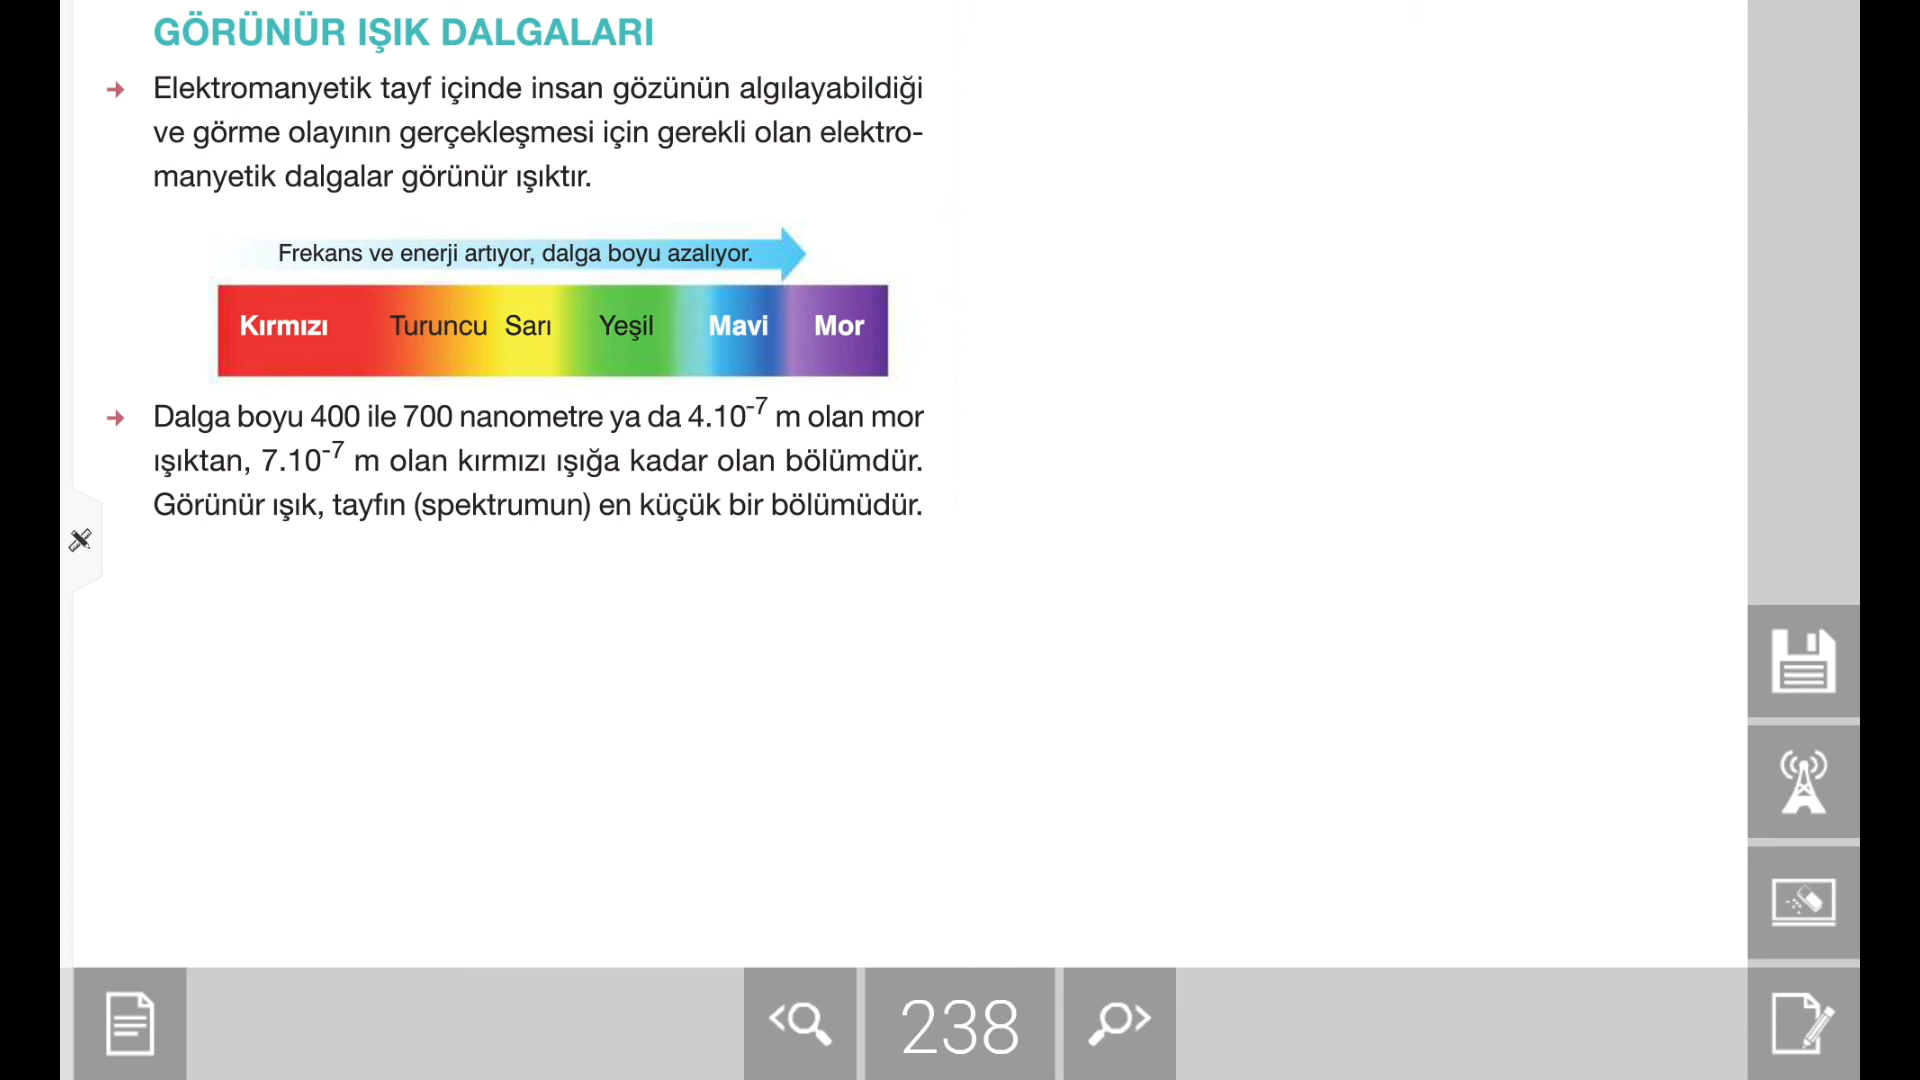 GÖRÜNÜR IŞIK DALGALARI
→ Elektromanyetik tayf içinde insan gözünün algılayabildiği
ve görme olayının gerçekleşmesi için gerekli olan elektro-
manyetik dalgalar görünür ışıktır.
Frekans ve enerji artıyor, dalga boyu azalıyor.
Kırmızı Turuncu Sarı Yeşil Mavi Mor
→ Dalga boyu 400 ile 700 nanometre ya da 4.10⁻⁷ m olan mor
ışıktan, 7.10⁻⁷ m olan kırmızı ışığa kadar olan bölümdür.
Görünür ışık, tayfın (spektrumun) en küçük bir bölümüdür.
238